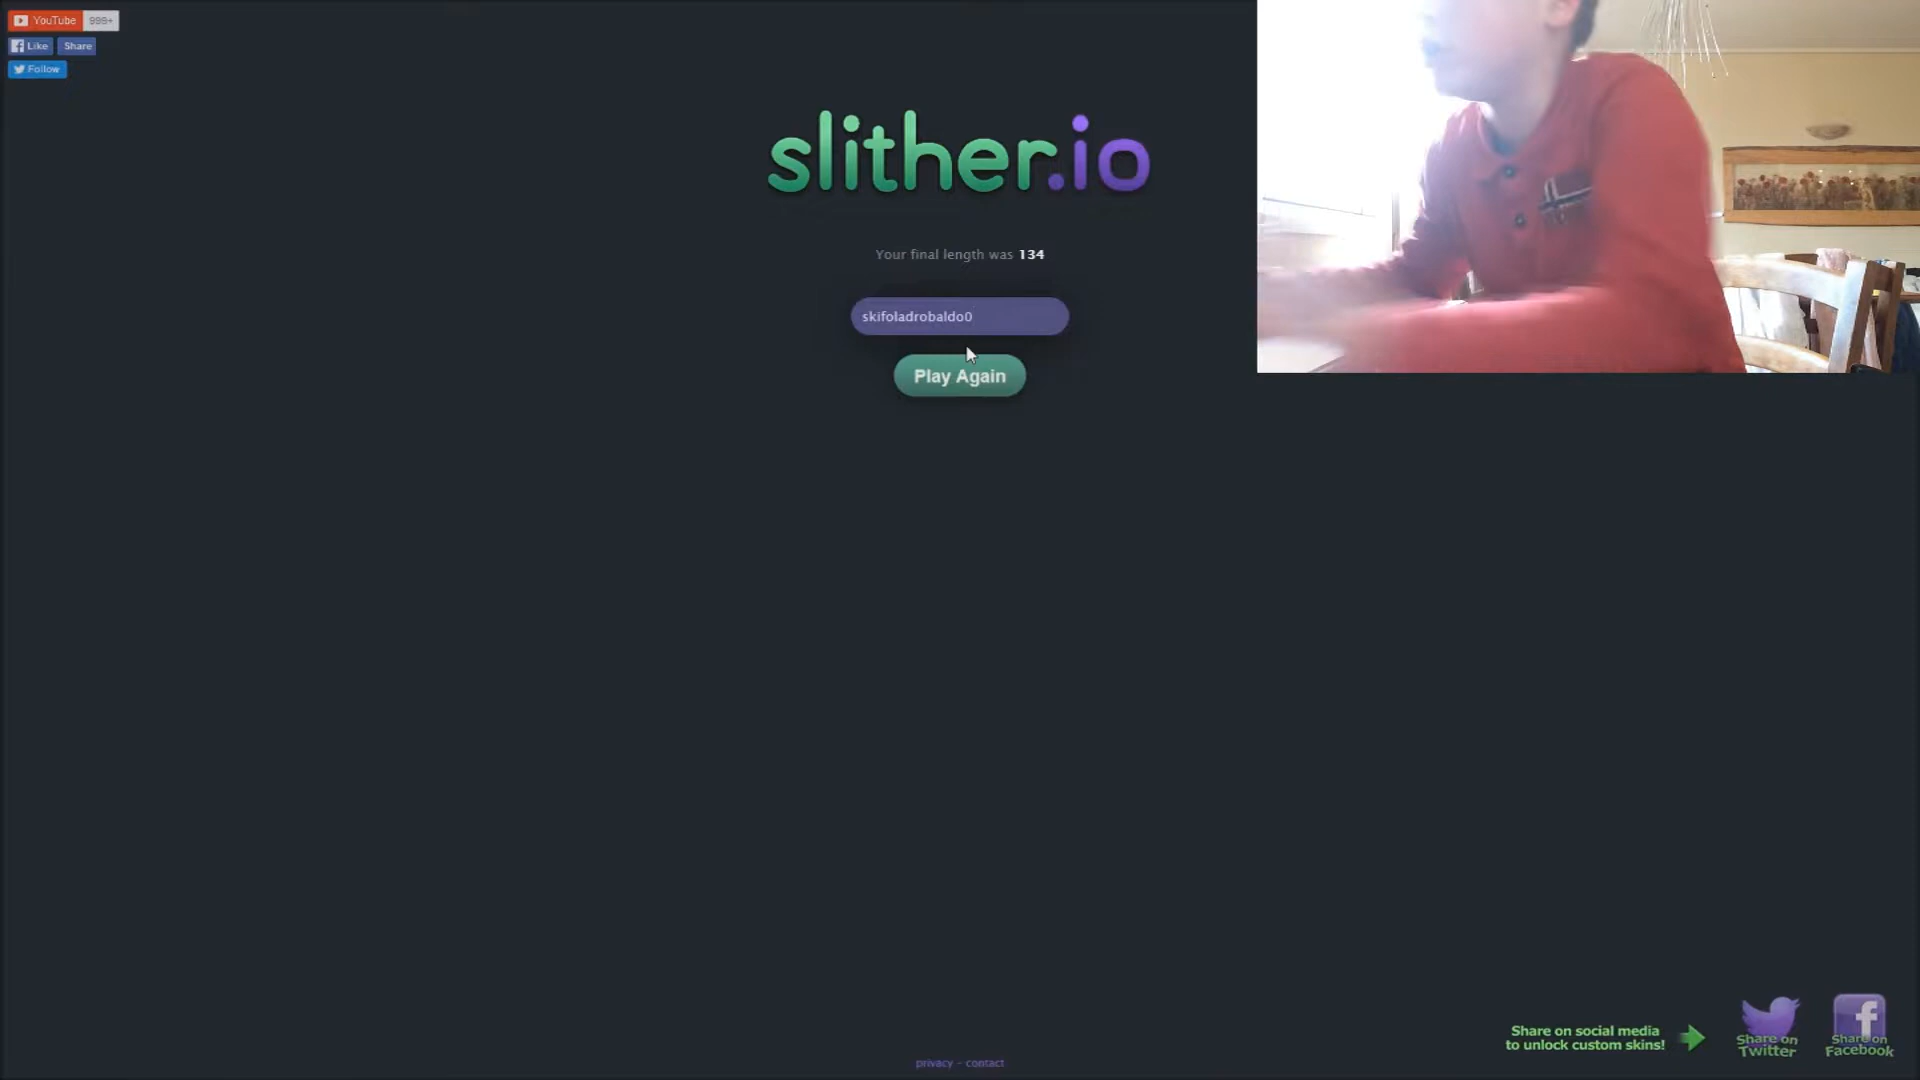 YouTube 999+
Like Share
Follow
slither.io
Your final length was 134
skifoladrobaldo0
Play Again
Share on social media
to unlock custom skins!
Share on
Twitter
Share on
Facebook
privacy - contact